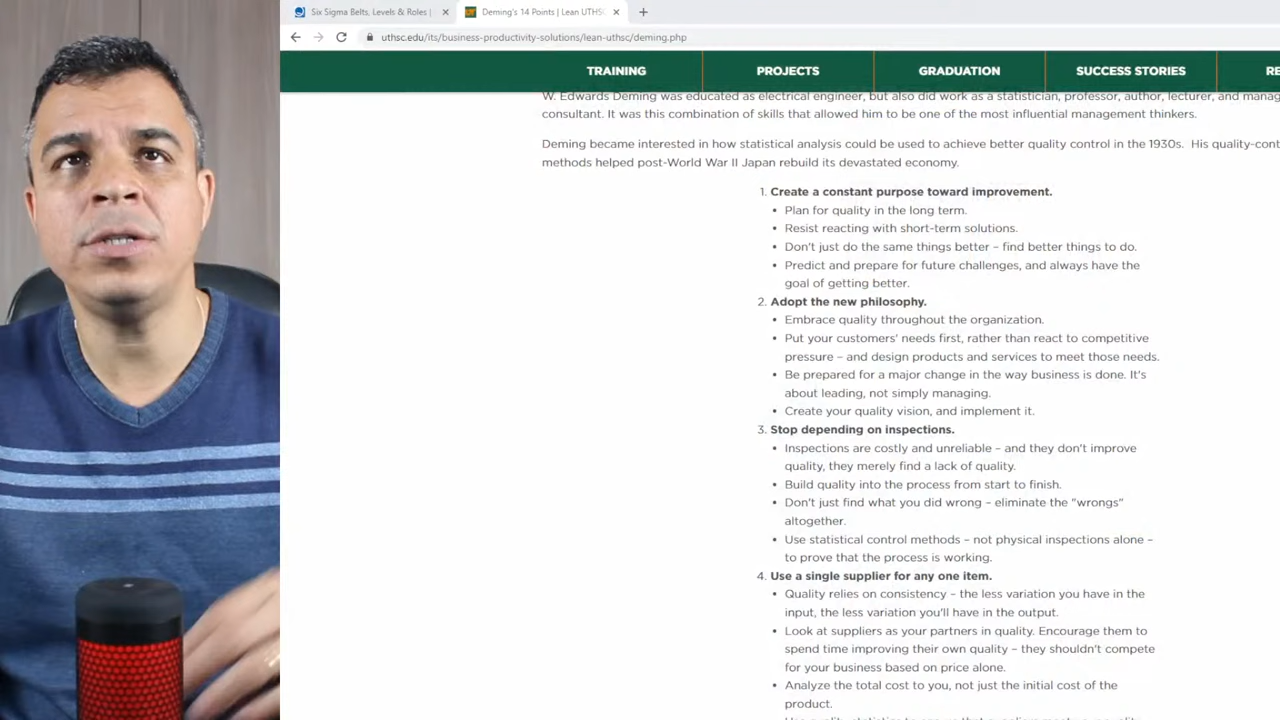 Six Sigma Belts, Levels & Roles |
Deming's 14 Points | Lean UTHSC
uthsc.edu/its/business-productivity-solutions/lean-uthsc/deming.php
TRAINING PROJECTS GRADUATION SUCCESS STORIES RE
W. Edwards Deming was educated as electrical engineer, but also did work as a statistician, professor, author, lecturer, and manag
consultant. It was this combination of skills that allowed him to be one of the most influential management thinkers.
Deming became interested in how statistical analysis could be used to achieve better quality control in the 1930s. His quality-cont
methods helped post-World War II Japan rebuild its devastated economy.
1. Create a constant purpose toward improvement.
• Plan for quality in the long term.
• Resist reacting with short-term solutions.
• Don't just do the same things better – find better things to do.
• Predict and prepare for future challenges, and always have the
goal of getting better.
2. Adopt the new philosophy.
• Embrace quality throughout the organization.
• Put your customers' needs first, rather than react to competitive
pressure – and design products and services to meet those needs.
• Be prepared for a major change in the way business is done. It's
about leading, not simply managing.
• Create your quality vision, and implement it.
3. Stop depending on inspections.
• Inspections are costly and unreliable – and they don't improve
quality, they merely find a lack of quality.
• Build quality into the process from start to finish.
• Don't just find what you did wrong – eliminate the "wrongs"
altogether.
• Use statistical control methods – not physical inspections alone –
to prove that the process is working.
4. Use a single supplier for any one item.
• Quality relies on consistency – the less variation you have in the
input, the less variation you'll have in the output.
• Look at suppliers as your partners in quality. Encourage them to
spend time improving their own quality – they shouldn't compete
for your business based on price alone.
• Analyze the total cost to you, not just the initial cost of the
product.